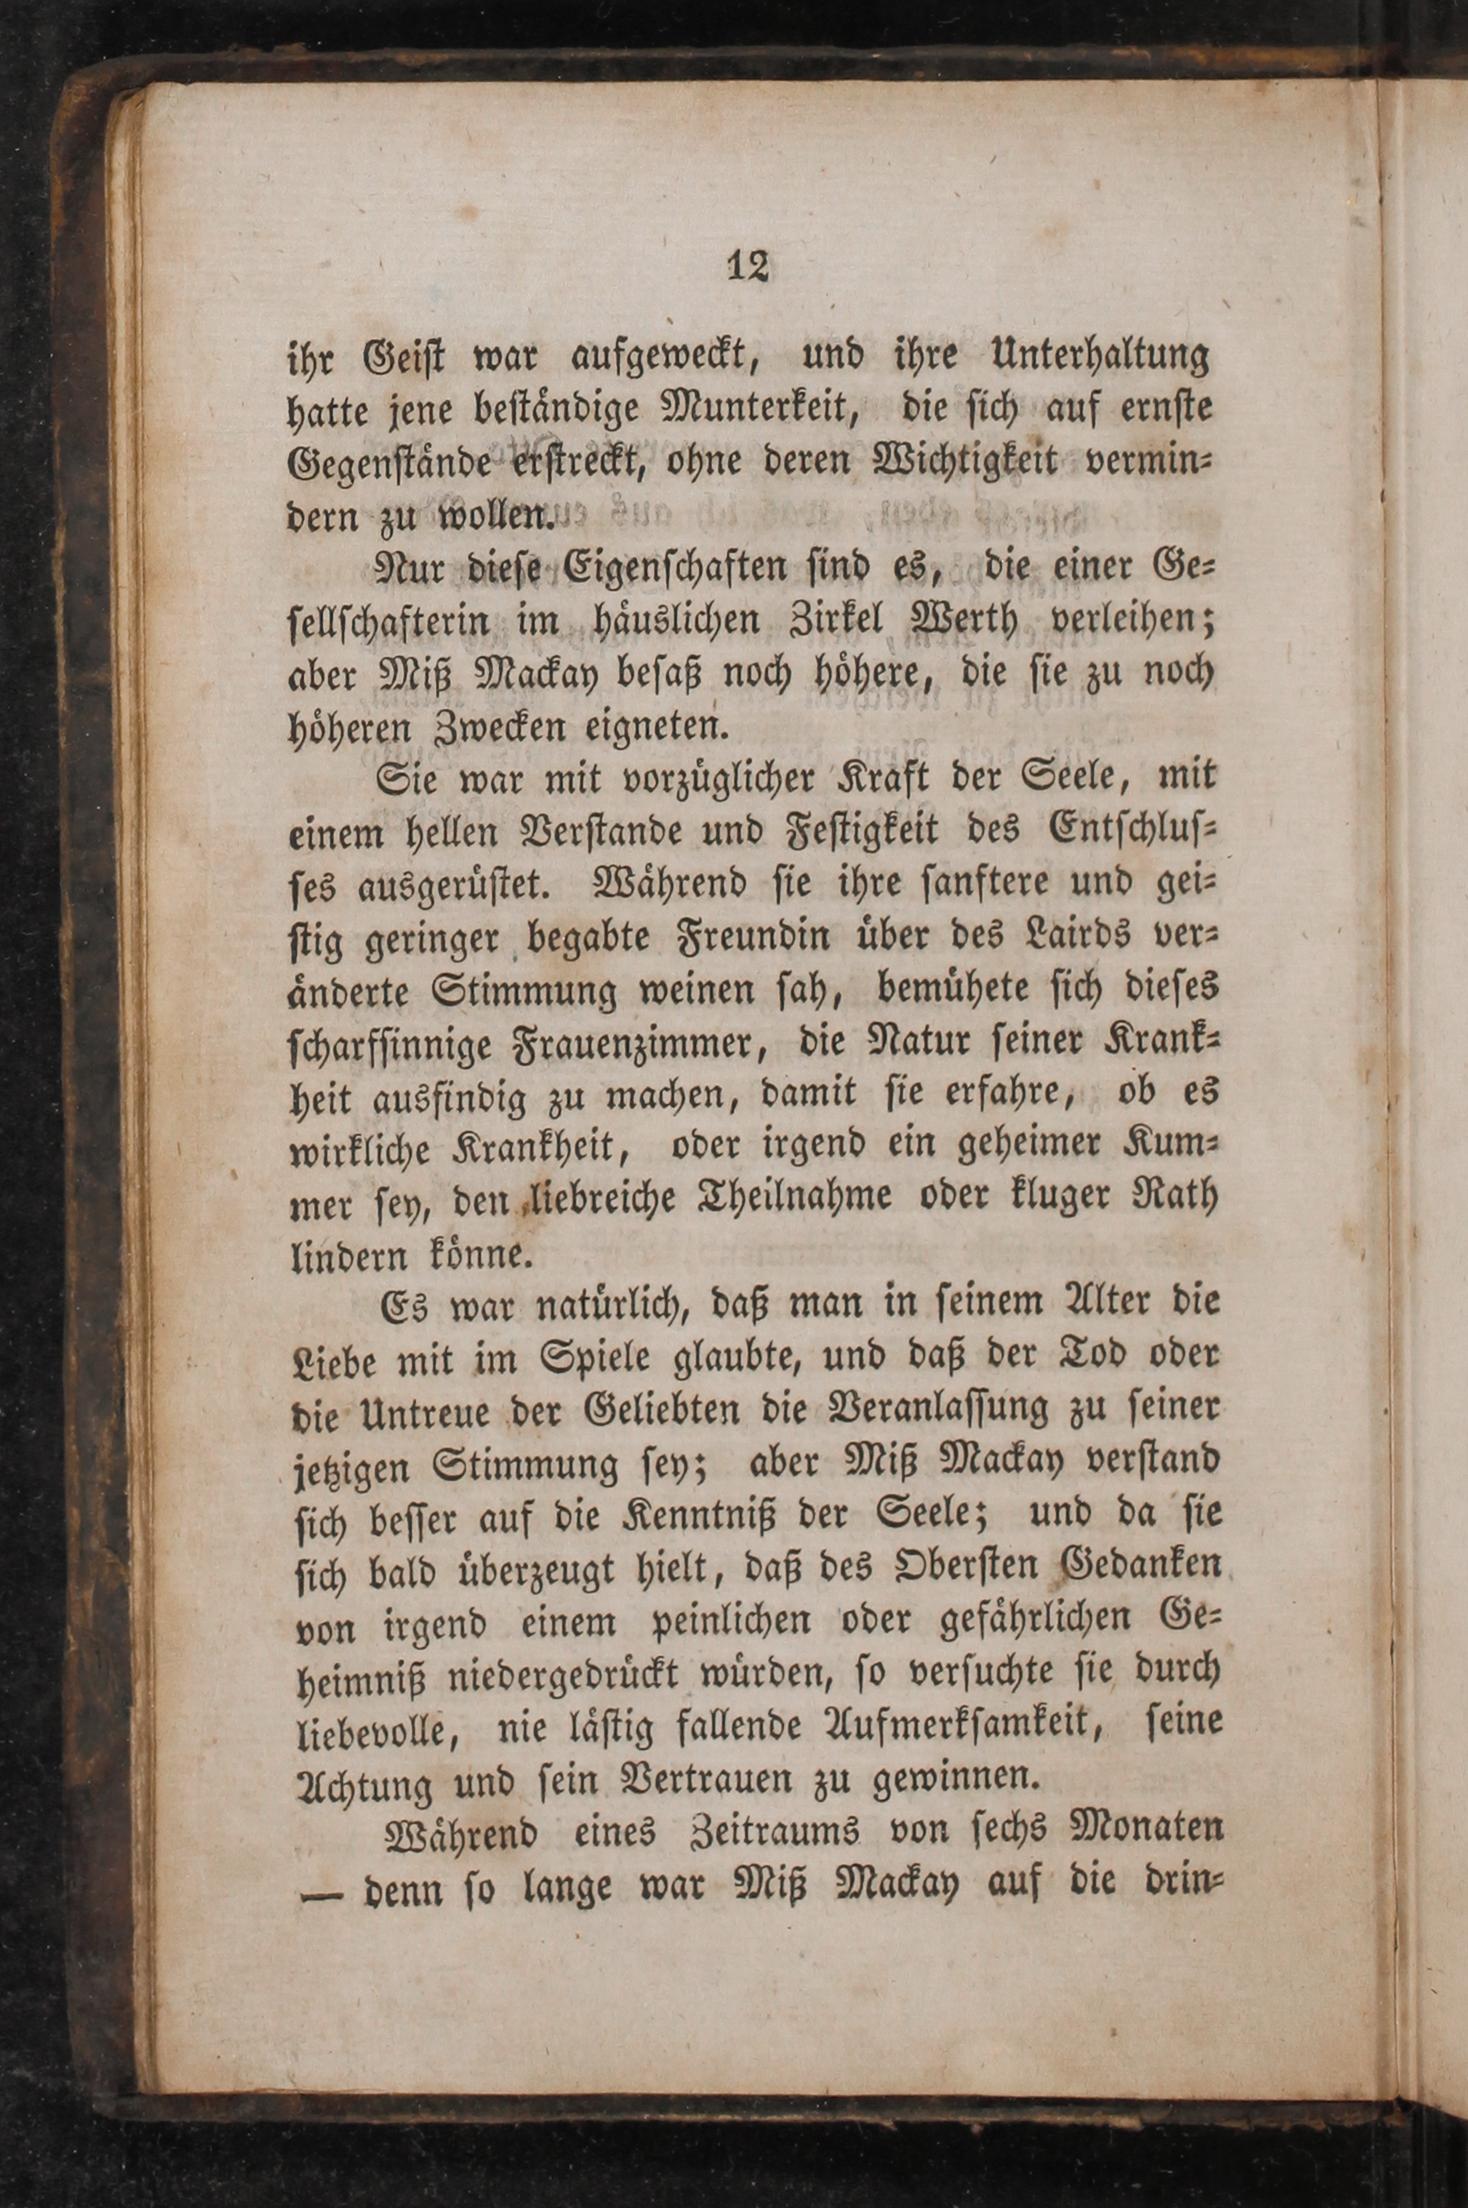 12
ihr Geist war aufgeweckt, und ihre Unterhaltung
hatte jene beständige Munterkeit, die sich auf ernste
Gegenstände erstreckt, ohne deren Wichtigkeit vermin=
dern zu wollen.
Nur diese Eigenschaften sind es, die einer Ge=
sellschafterin im häuslichen Zirkel Werth verleihen;
aber Miß Mackay besaß noch höhere, die sie zu noch
höheren Zwecken eigneten.
Sie war mit vorzüglicher Kraft der Seele, mit
einem hellen Verstande und Festigkeit des Entschlus=
ses ausgerüstet. Während sie ihre sanftere und gei=
stig geringer begabte Freundin über des Lairds ver=
änderte Stimmung weinen sah, bemühete sich dieses
scharfsinnige Frauenzimmer, die Natur seiner Krank=
heit ausfindig zu machen, damit sie erfahre, ob es
wirkliche Krankheit, oder irgend ein geheimer Kum=
mer sey, den liebreiche Theilnahme oder kluger Rath
lindern könne.
Es war natürlich, daß man in seinem Alter die
Liebe mit im Spiele glaubte, und daß der Tod oder
die Untreue der Geliebten die Veranlassung zu seiner
jetzigen Stimmung sey; aber Miß Mackay verstand
sich besser auf die Kenntniß der Seele; und da sie
sich bald überzeugt hielt, daß des Obersten Gedanken
von irgend einem peinlichen oder gefährlichen Ge=
heimniß niedergedrückt würden, so versuchte sie durch
liebevolle, nie lästig fallende Aufmerksamkeit, seine
Achtung und sein Vertrauen zu gewinnen.
Während eines Zeitraums von sechs Monaten
— denn so lange war Miß Mackay auf die drin=